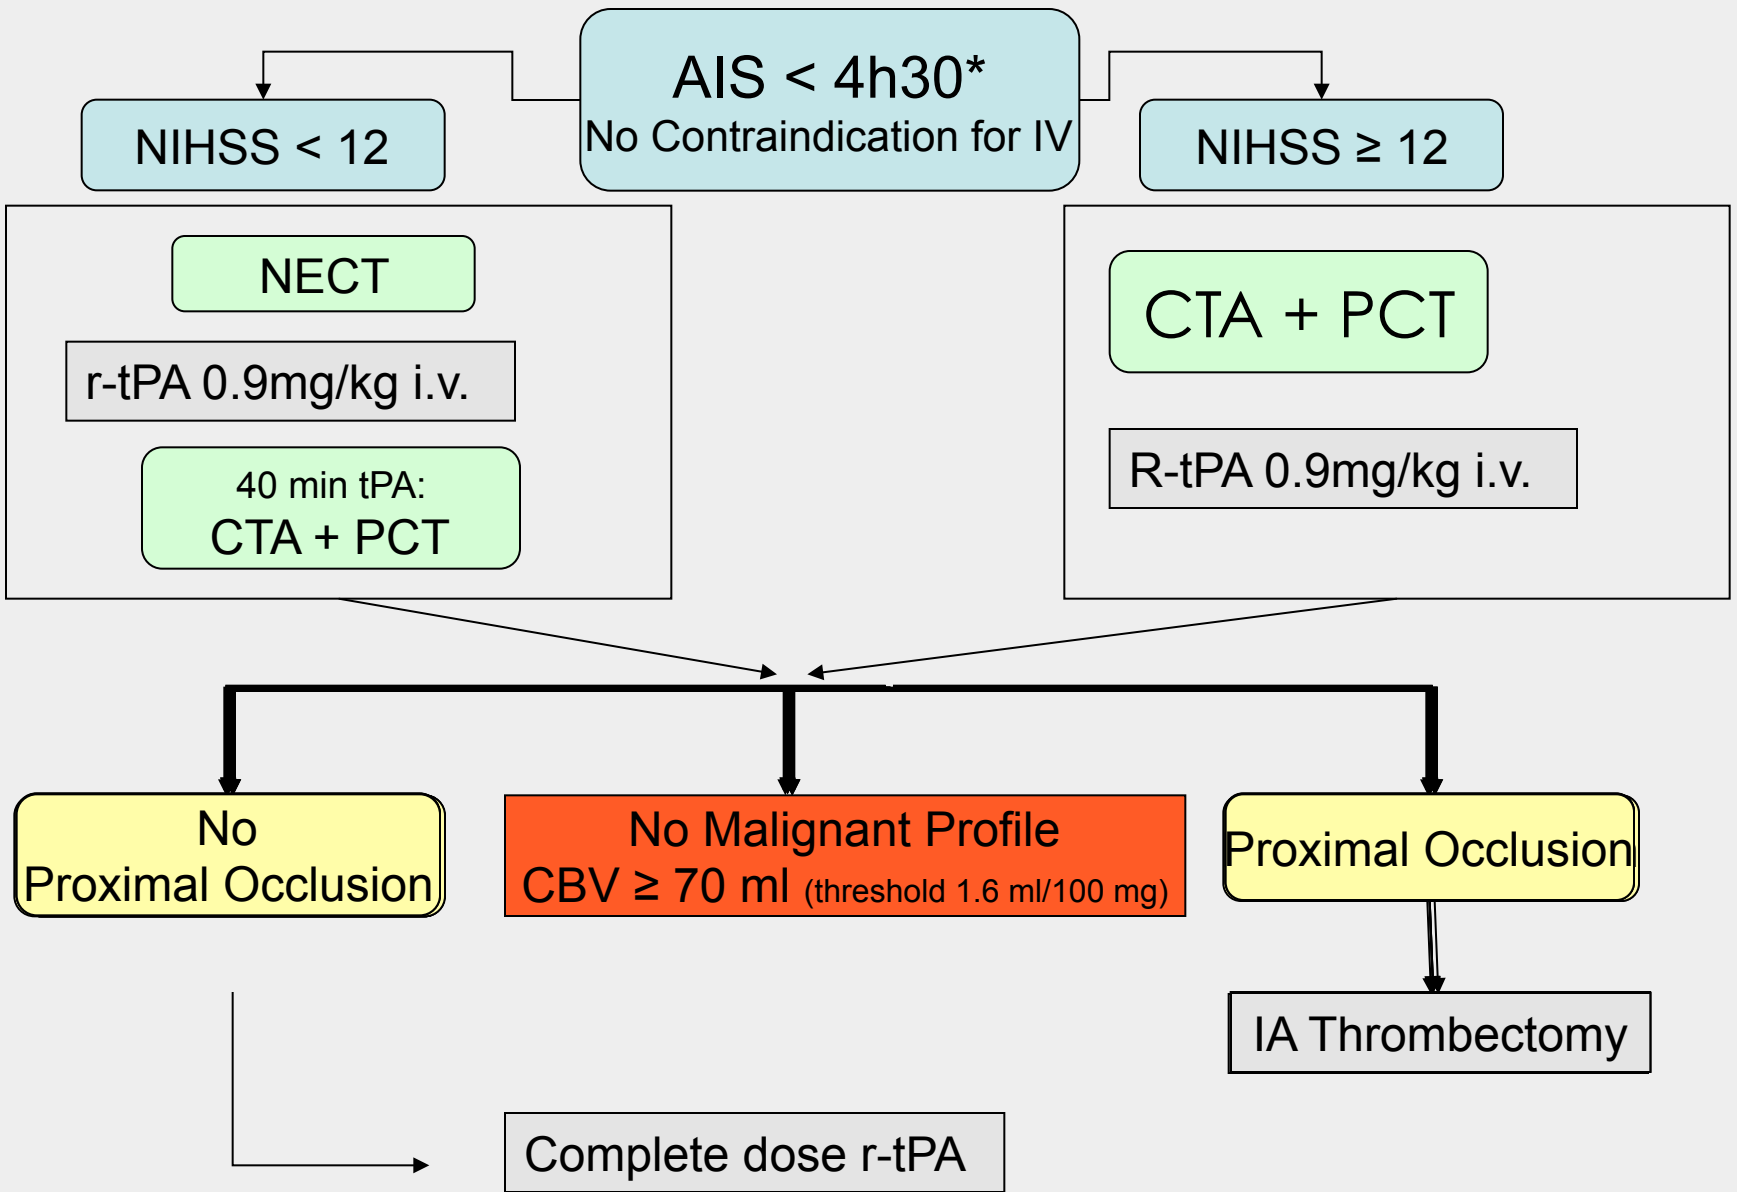 AIS < 4h30*
No Contraindication for IV
NIHSS < 12
NIHSS ≥ 12
NECT
r-tPA 0.9mg/kg i.v.
40 min tPA:
CTA + PCT
CTA + PCT
R-tPA 0.9mg/kg i.v.
No
Proximal Occlusion
No Malignant Profile
CBV ≥ 70 ml (threshold 1.6 ml/100 mg)
Proximal Occlusion
IA Thrombectomy
Complete dose r-tPA